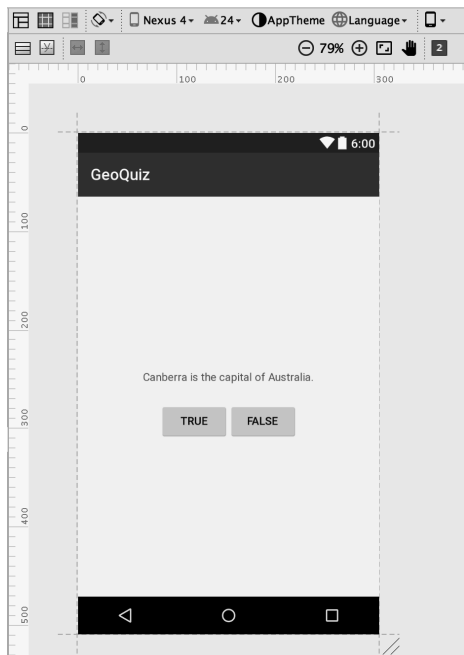 Nexus 4 24 AppTheme Language
79% 2
0 100 200 300
0
6:00
GeoQuiz
100
200
Canberra is the capital of Australia.
300
TRUE FALSE
400
500